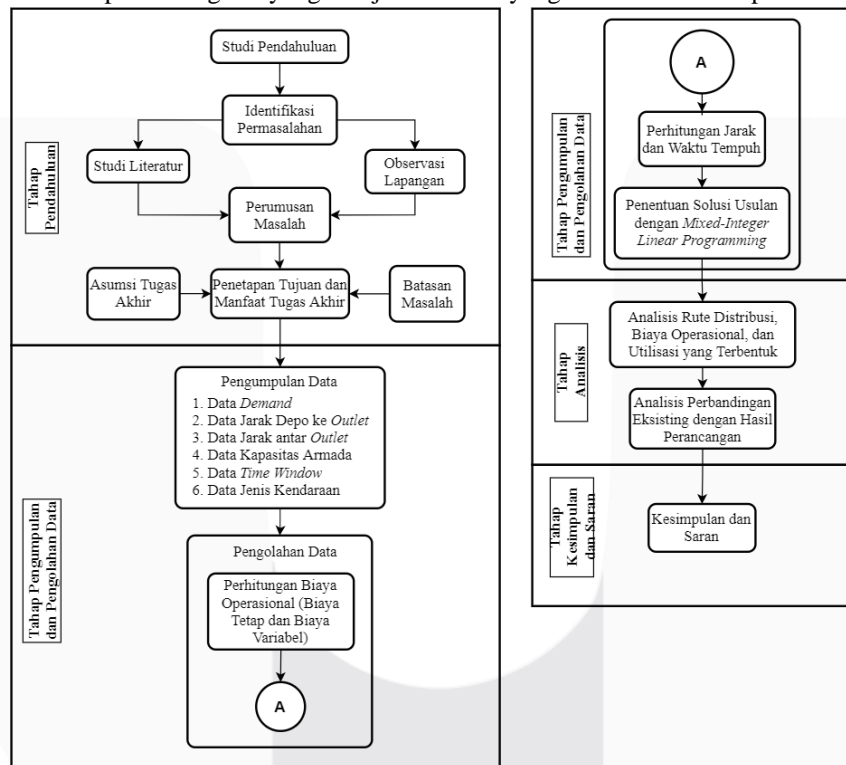 Studi Pendahuluan
Identifikasi
Permasalahan
Studi Literatur
Observasi
Lapangan
Perumusan
Masalah
Asumsi Tugas
Akhir
Penetapan Tujuan dan
Manfaat Tugas Akhir
Batasan
Masalah
Tahap
Pendahuluan
Pengumpulan Data
1. Data Demand
2. Data Jarak Depo ke Outlet
3. Data Jarak antar Outlet
4. Data Kapasitas Armada
5. Data Time Window
6. Data Jenis Kendaraan
Pengolahan Data
Perhitungan Biaya
Operasional (Biaya
Tetap dan Biaya
Variabel)
A
Tahap Pengumpulan
dan Pengolahan Data
A
Perhitungan Jarak
dan Waktu Tempuh
Penentuan Solusi Usulan
dengan Mixed-Integer
Linear Programming
Tahap Pengumpulan
dan Pengolahan Data
Analisis Rute Distribusi,
Biaya Operasional, dan
Utilisasi yang Terbentuk
Analisis Perbandingan
Eksisting dengan Hasil
Perancangan
Tahap
Analisis
Kesimpulan dan
Saran
Tahap
Kesimpulan
dan Saran